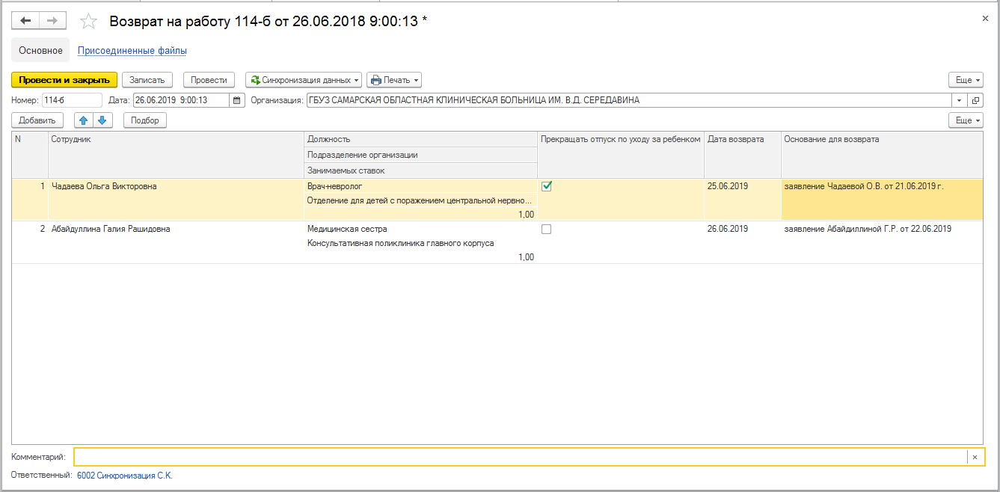 Возврат на работу 114-б от 26.06.2018 9:00:13 *
Основное Присоединенные файлы
Провести и закрыть Записать Провести Синхронизация данных Печать Еще
Номер: 114-б Дата: 26.06.2019 9:00:13 Организация: ГБУЗ САМАРСКАЯ ОБЛАСТНАЯ КЛИНИЧЕСКАЯ БОЛЬНИЦА ИМ. В.Д. СЕРЕДАВИНА
Добавить Подбор Еще
N Сотрудник Должность Прекращать отпуск по уходу за ребенком Дата возврата Основание для возврата
Подразделение организации
Занимаемых ставок
1 Чадаева Ольга Викторовна Врач-невролог 25.06.2019 заявление Чадаевой О.В. от 21.06.2019 г.
Отделение для детей с поражением центральной нервно...
1,00
2 Абайдуллина Галия Рашидовна Медицинская сестра 26.06.2019 заявление Абайдиллиной Г.Р. от 22.06.2019
Консультативная поликлиника главного корпуса
1,00
Комментарий:
Ответственный: 6002 Синхронизация С.К.